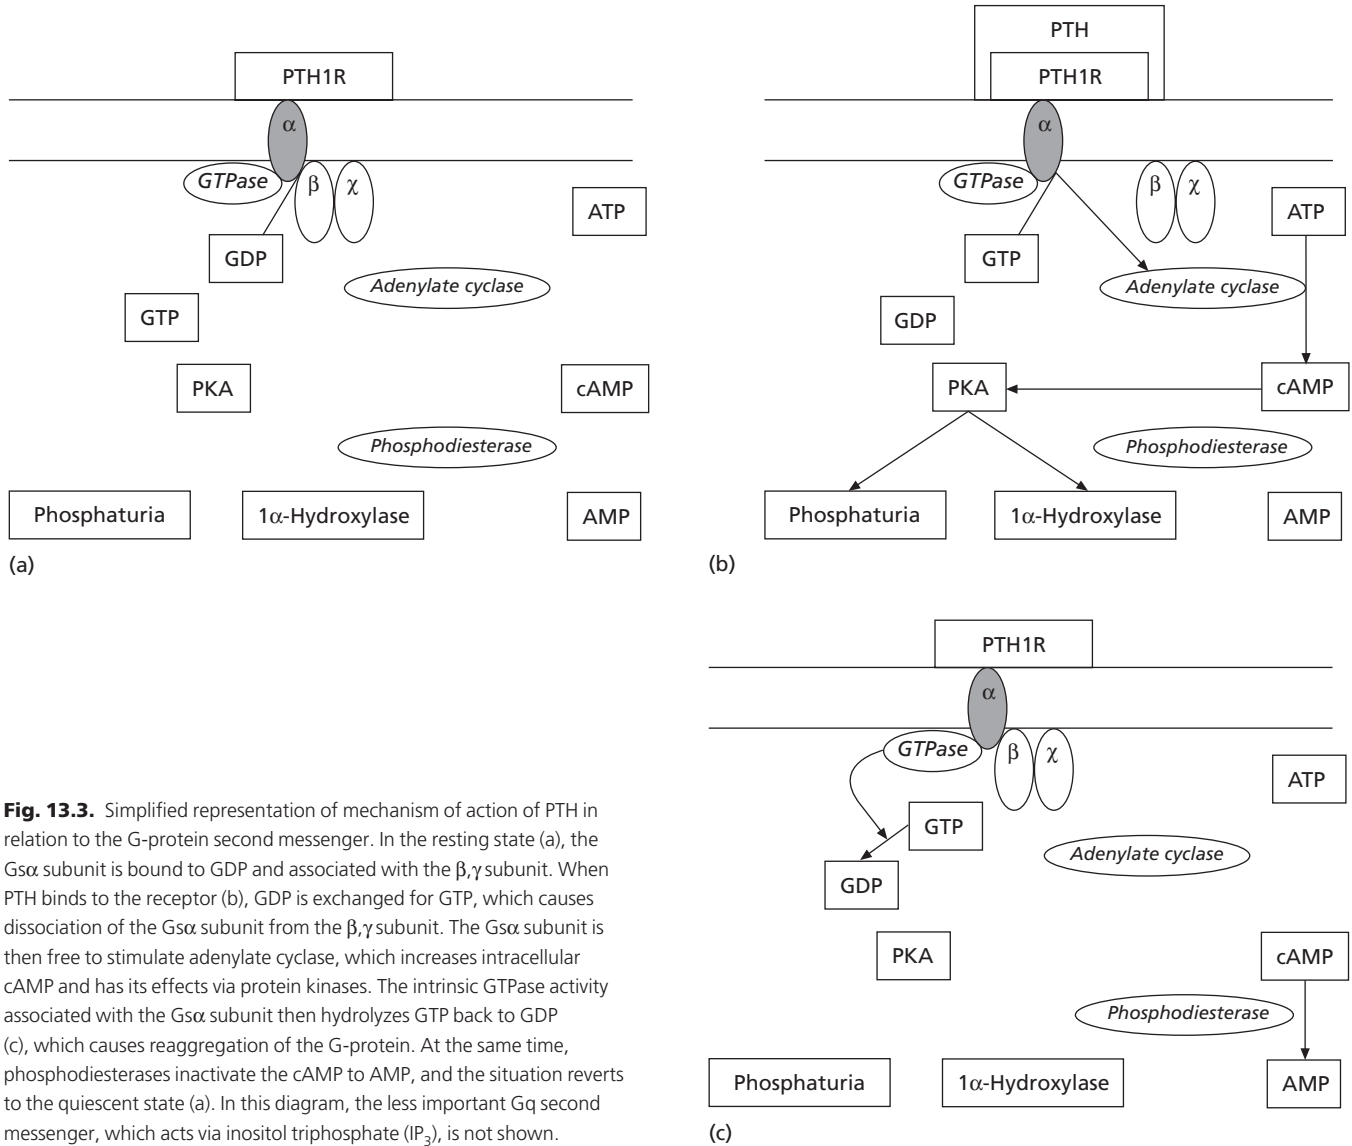 PTH1R
α
GTPase
β
χ
ATP
GDP
Adenylate cyclase
GTP
PKA
cAMP
Phosphodiesterase
Phosphaturia
1α-Hydroxylase
AMP
(a)
PTH
PTH1R
α
GTPase
β
χ
ATP
GTP
Adenylate cyclase
GDP
PKA
cAMP
Phosphodiesterase
Phosphaturia
1α-Hydroxylase
AMP
(b)
PTH1R
α
GTPase
β
χ
ATP
GTP
Adenylate cyclase
GDP
PKA
cAMP
Phosphodiesterase
Phosphaturia
1α-Hydroxylase
AMP
(c)
Fig. 13.3. Simplified representation of mechanism of action of PTH in
relation to the G-protein second messenger. In the resting state (a), the
Gsα subunit is bound to GDP and associated with the β,γ subunit. When
PTH binds to the receptor (b), GDP is exchanged for GTP, which causes
dissociation of the Gsα subunit from the β,γ subunit. The Gsα subunit is
then free to stimulate adenylate cyclase, which increases intracellular
cAMP and has its effects via protein kinases. The intrinsic GTPase activity
associated with the Gsα subunit then hydrolyzes GTP back to GDP
(c), which causes reaggregation of the G-protein. At the same time,
phosphodiesterases inactivate the cAMP to AMP, and the situation reverts
to the quiescent state (a). In this diagram, the less important Gq second
messenger, which acts via inositol triphosphate (IP₃), is not shown.